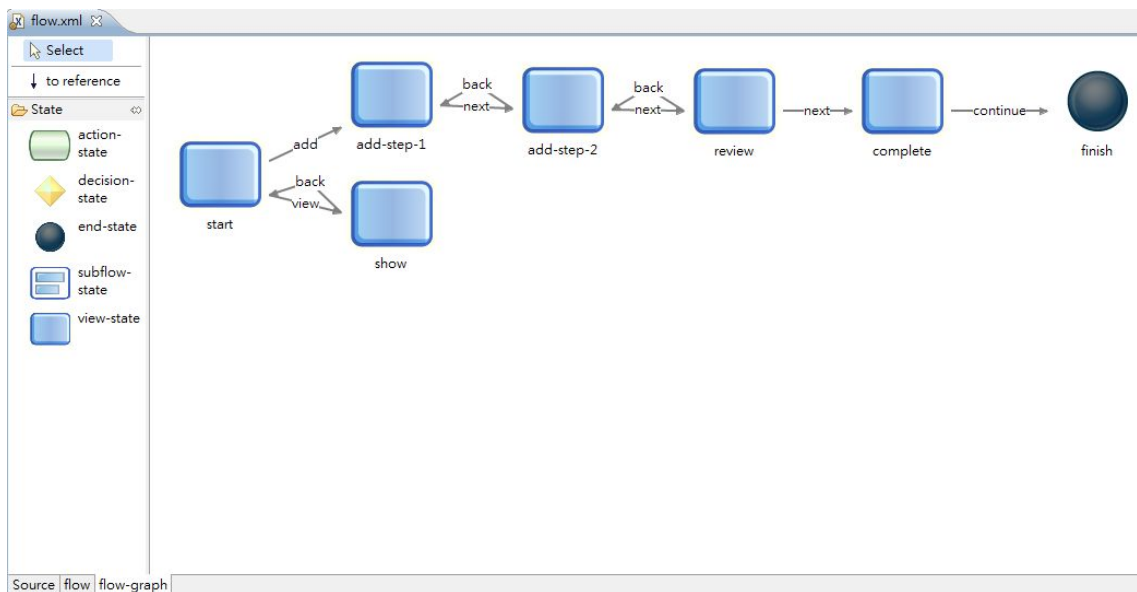 flow.xml
Select
to reference
State
action-
state
decision-
state
end-state
subflow-
state
view-state
start
add
back
view
show
add-step-1
back
next
add-step-2
back
next
review
next
complete
continue
finish
Source flow flow-graph